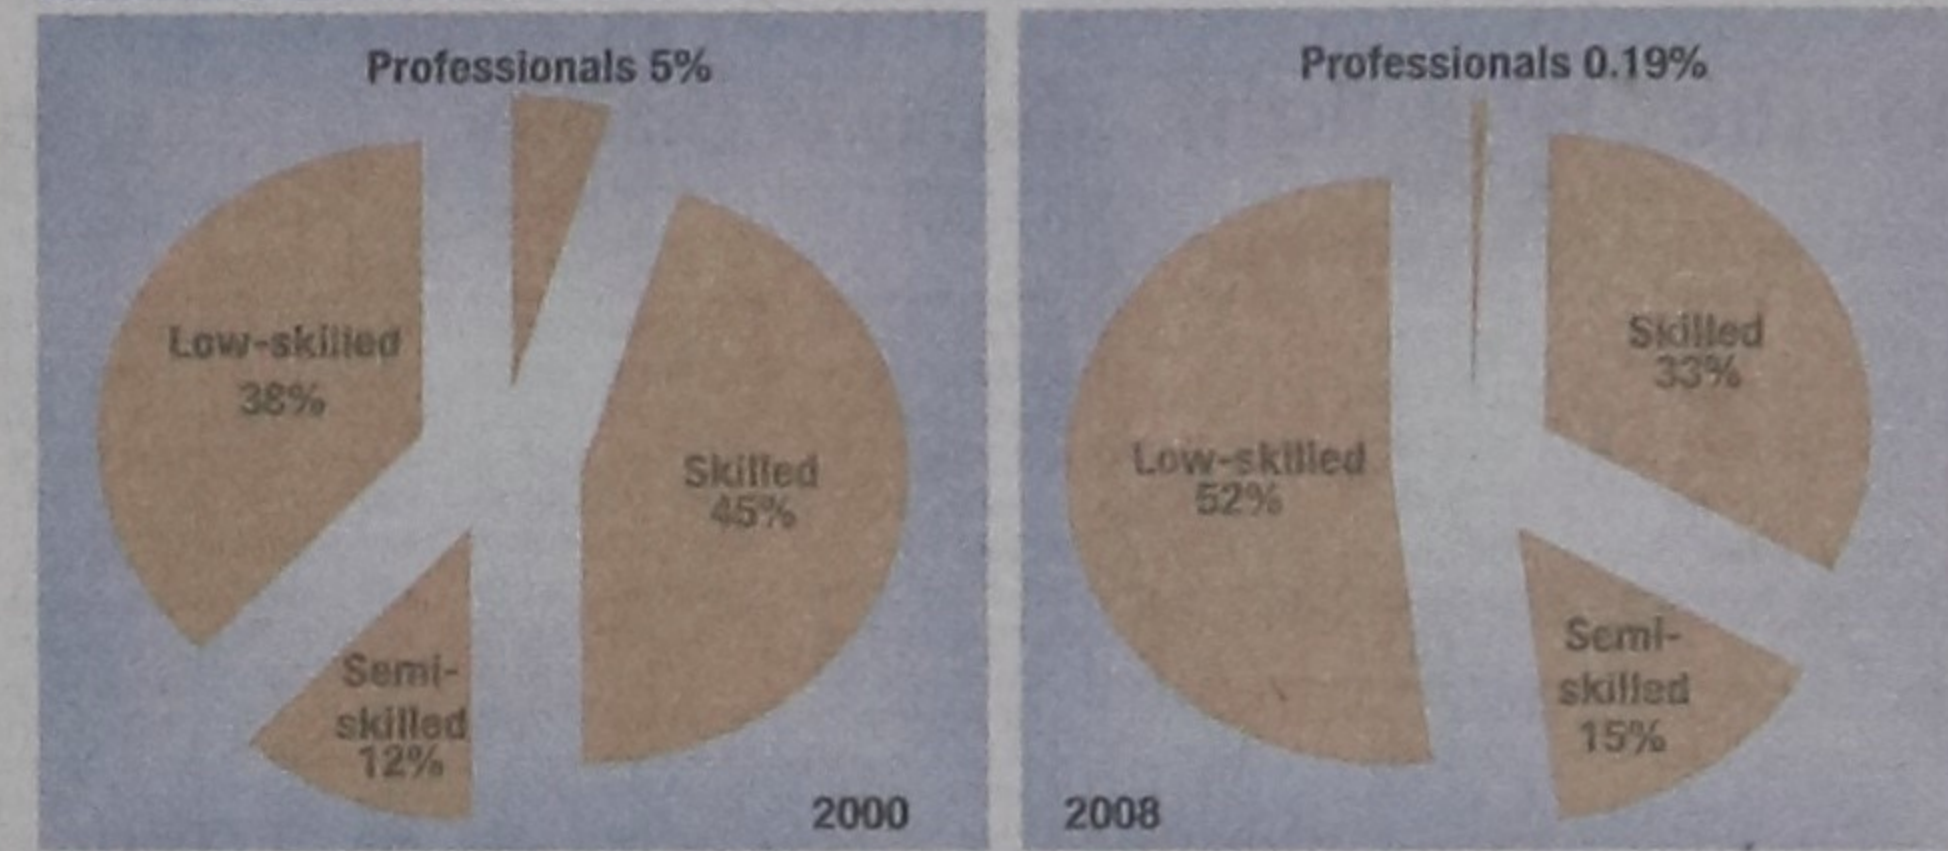 Professionals 5%
Low-skilled
38%
Skilled
45%
Semi-
skilled
12%
2000
Professionals 0.19%
Skilled
33%
Low-skilled
52%
Semi-
skilled
15%
2008